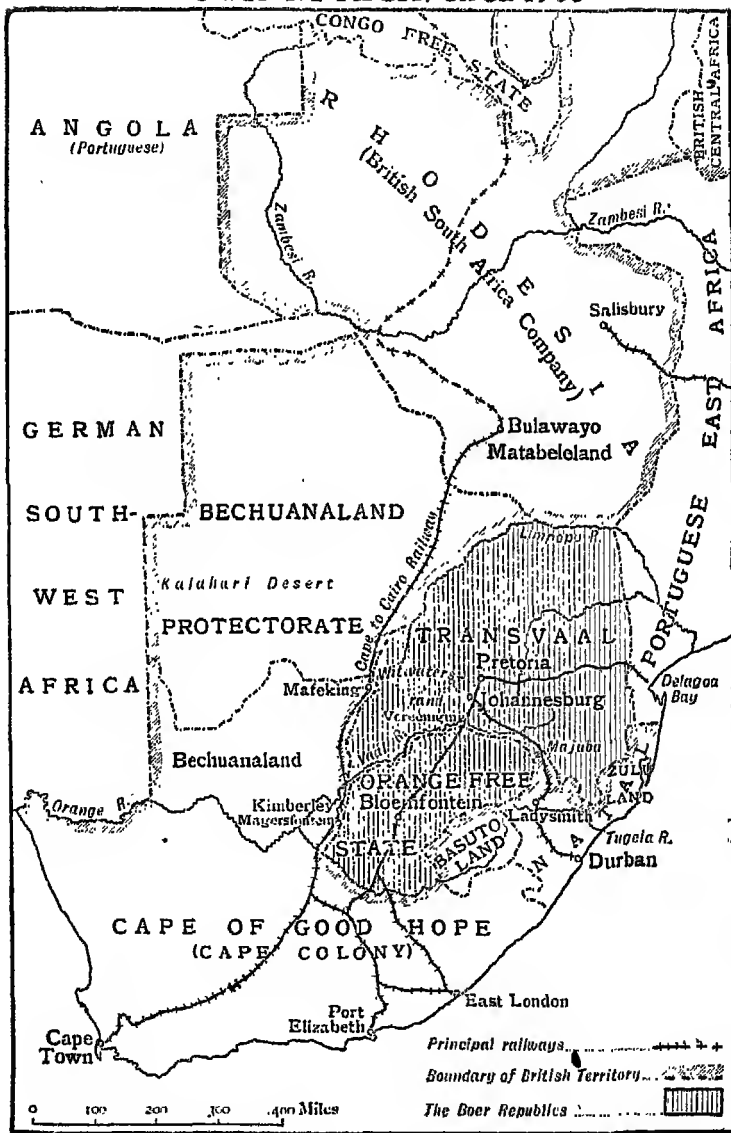 CONGO FREE STATE
ANGOLA
(Portuguese)
RHODESIA
(British South Africa Company)
BRITISH
CENTRAL AFRICA
Zambesi R.
Zambesi R.
Salisbury
PORTUGUESE EAST AFRICA
Bulawayo
Matabeleland
GERMAN
SOUTH-
WEST
AFRICA
BECHUANALAND
Kalahari Desert
PROTECTORATE
Cape to Cairo Railway
Limpopo R.
TRANSVAAL
Pretoria
Witwaters
rand
Johannesburg
Mafeking
Vereeniging
Delagoa
Bay
Bechuanaland
Vaal R.
Majuba
ZULU
LAND
Orange R.
ORANGE FREE
STATE
Kimberley
Magersfontein
Bloemfontein
Ladysmith
BASUTO
LAND
NATAL
Tugela R.
Durban
CAPE OF GOOD HOPE
(CAPE COLONY)
East London
Port
Elizabeth
Cape
Town
Principal railways
Boundary of British Territory
The Boer Republics
0 100 200 300 400 Miles